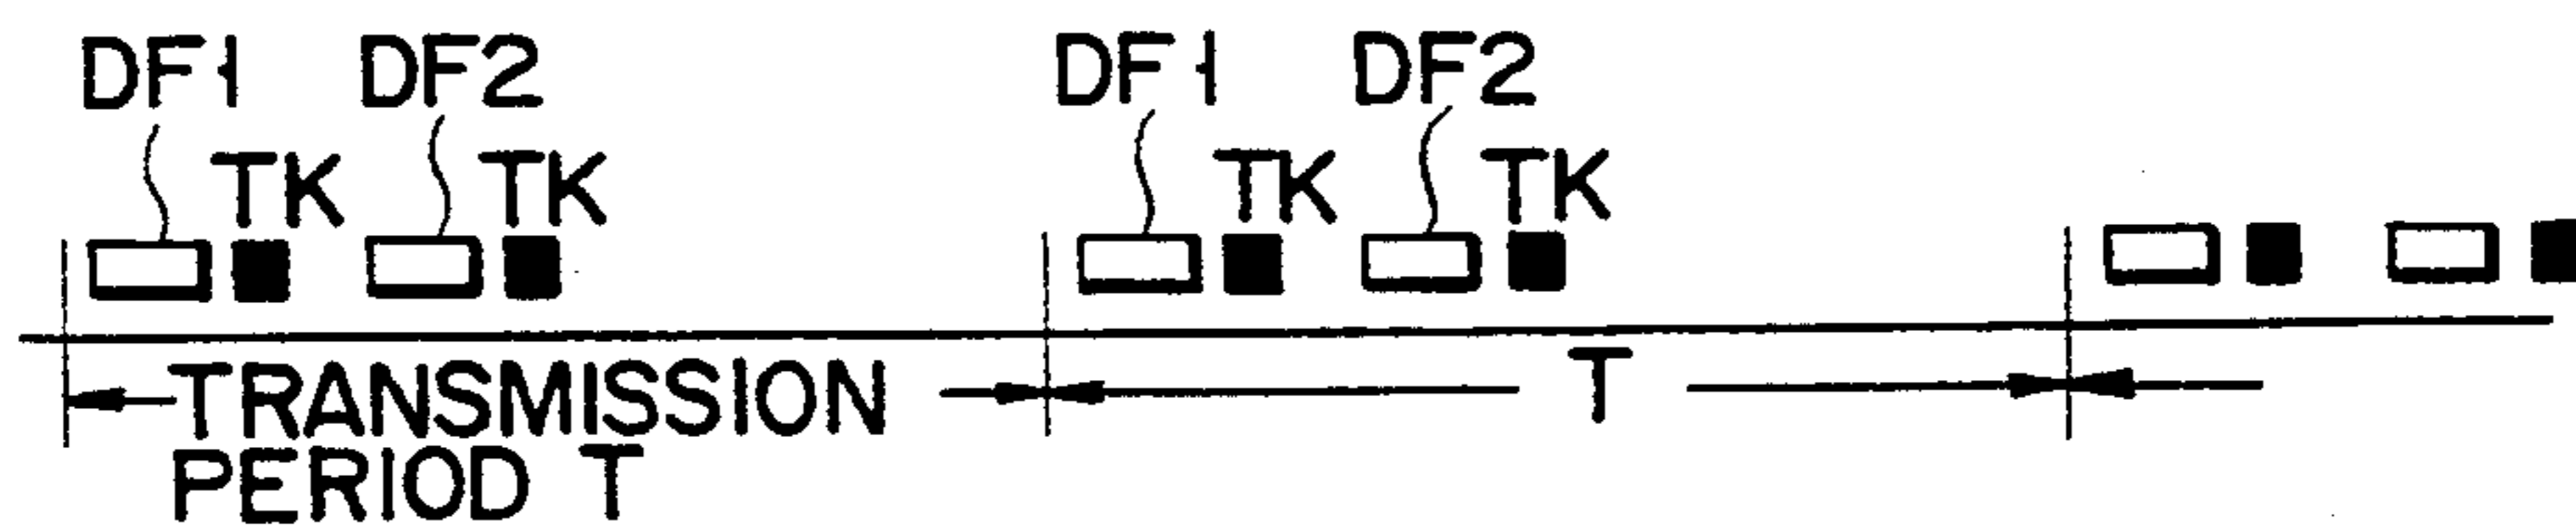 DF1 DF2 DF1 DF2
TK TK TK TK
TRANSMISSION T
PERIOD T